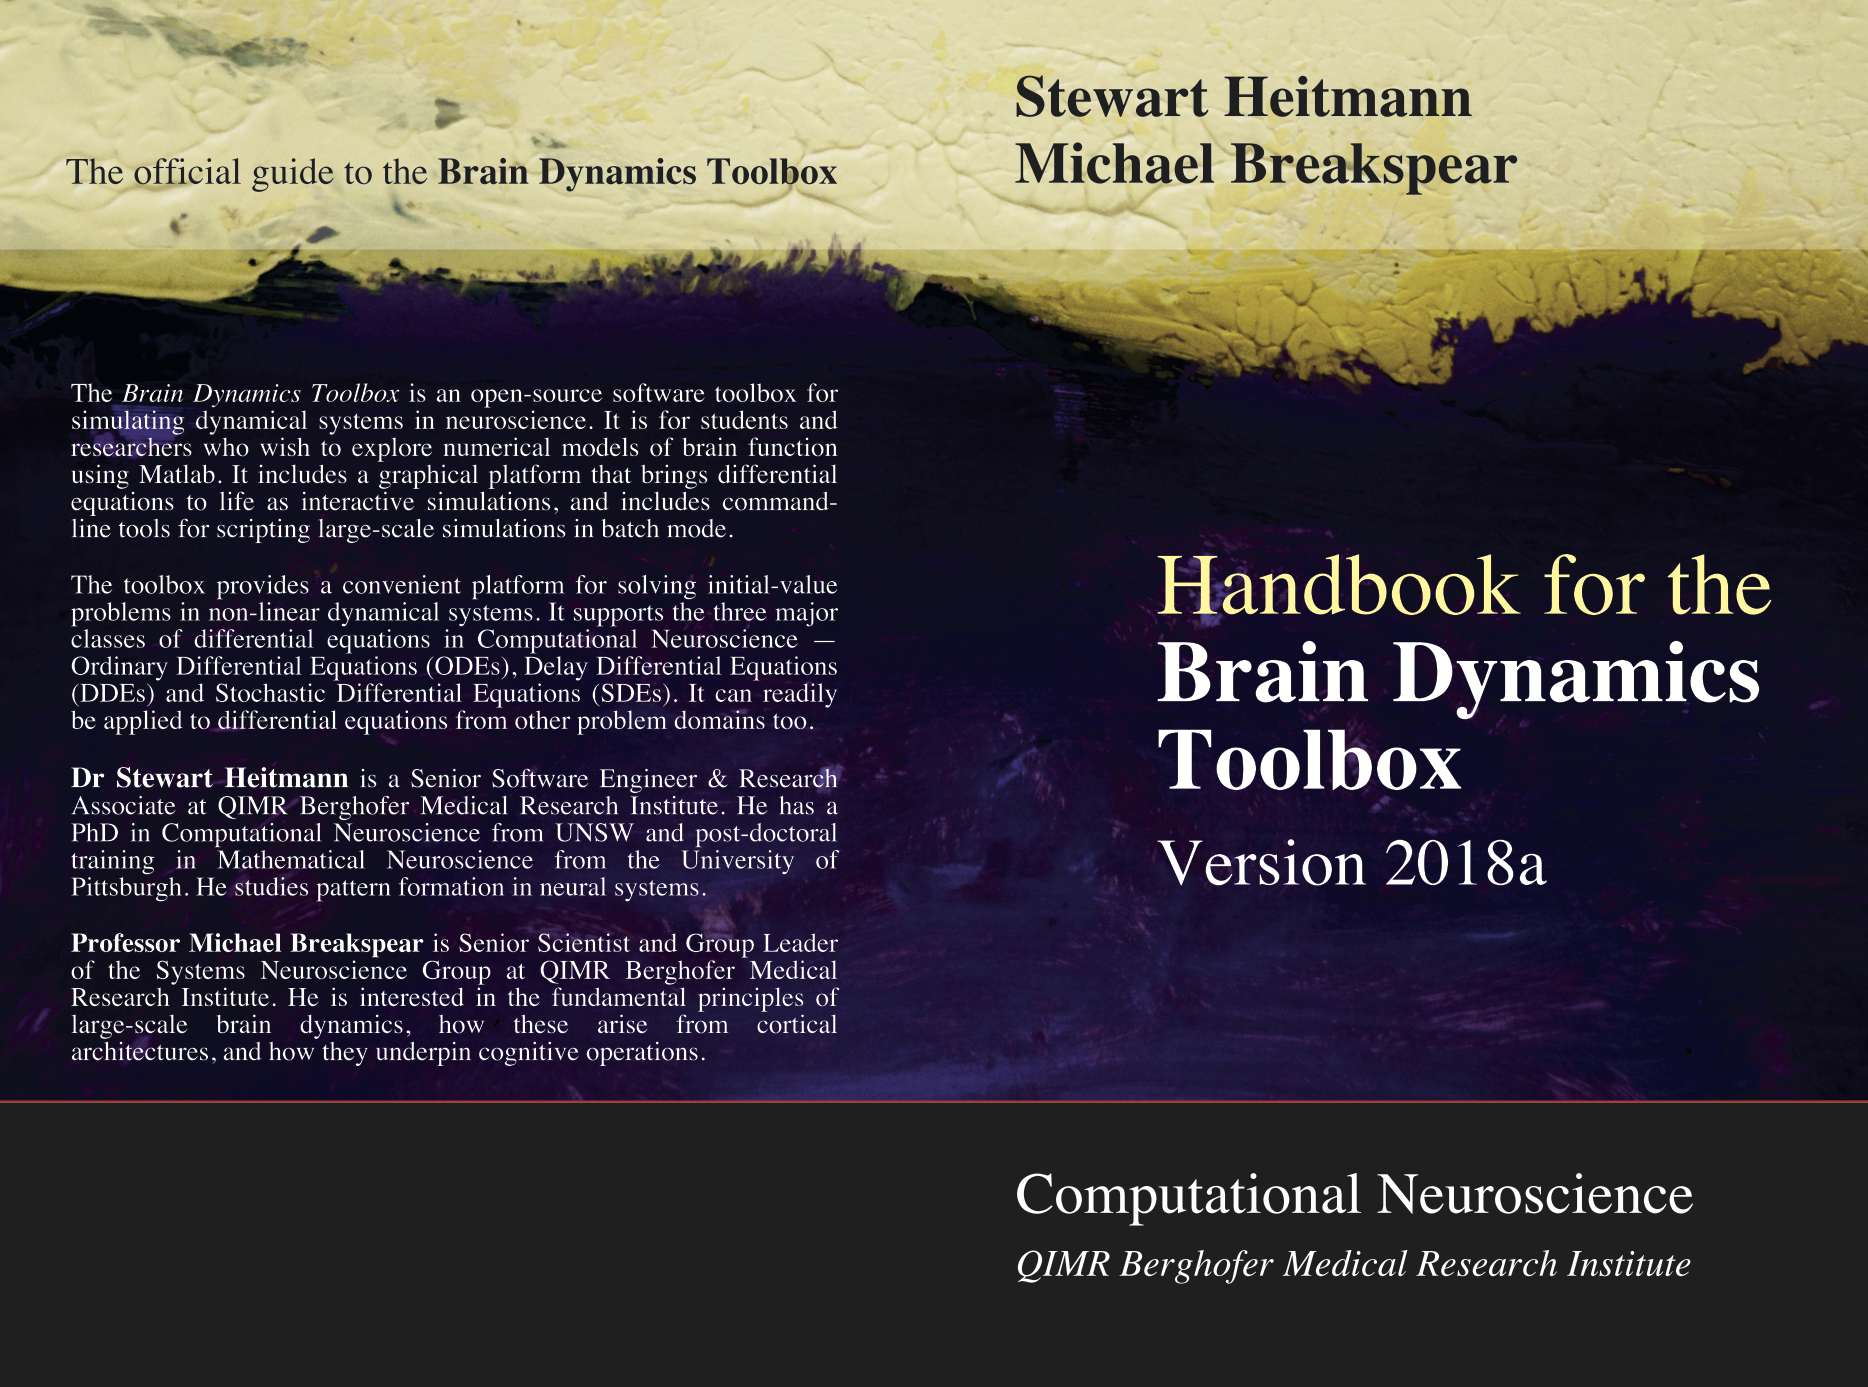 The official guide to the Brain Dynamics Toolbox
The Brain Dynamics Toolbox is an open-source software toolbox for
simulating dynamical systems in neuroscience. It is for students and
researchers who wish to explore numerical models of brain function
using Matlab. It includes a graphical platform that brings differential
equations to life as interactive simulations, and includes command-
line tools for scripting large-scale simulations in batch mode.
The toolbox provides a convenient platform for solving initial-value
problems in non-linear dynamical systems. It supports the three major
classes of differential equations in Computational Neuroscience —
Ordinary Differential Equations (ODEs), Delay Differential Equations
(DDEs) and Stochastic Differential Equations (SDEs). It can readily
be applied to differential equations from other problem domains too.
Dr Stewart Heitmann is a Senior Software Engineer & Research
Associate at QIMR Berghofer Medical Research Institute. He has a
PhD in Computational Neuroscience from UNSW and post-doctoral
training in Mathematical Neuroscience from the University of
Pittsburgh. He studies pattern formation in neural systems.
Professor Michael Breakspear is Senior Scientist and Group Leader
of the Systems Neuroscience Group at QIMR Berghofer Medical
Research Institute. He is interested in the fundamental principles of
large-scale brain dynamics, how these arise from cortical
architectures, and how they underpin cognitive operations.
Stewart Heitmann
Michael Breakspear
Handbook for the
Brain Dynamics
Toolbox
Version 2018a
Computational Neuroscience
QIMR Berghofer Medical Research Institute